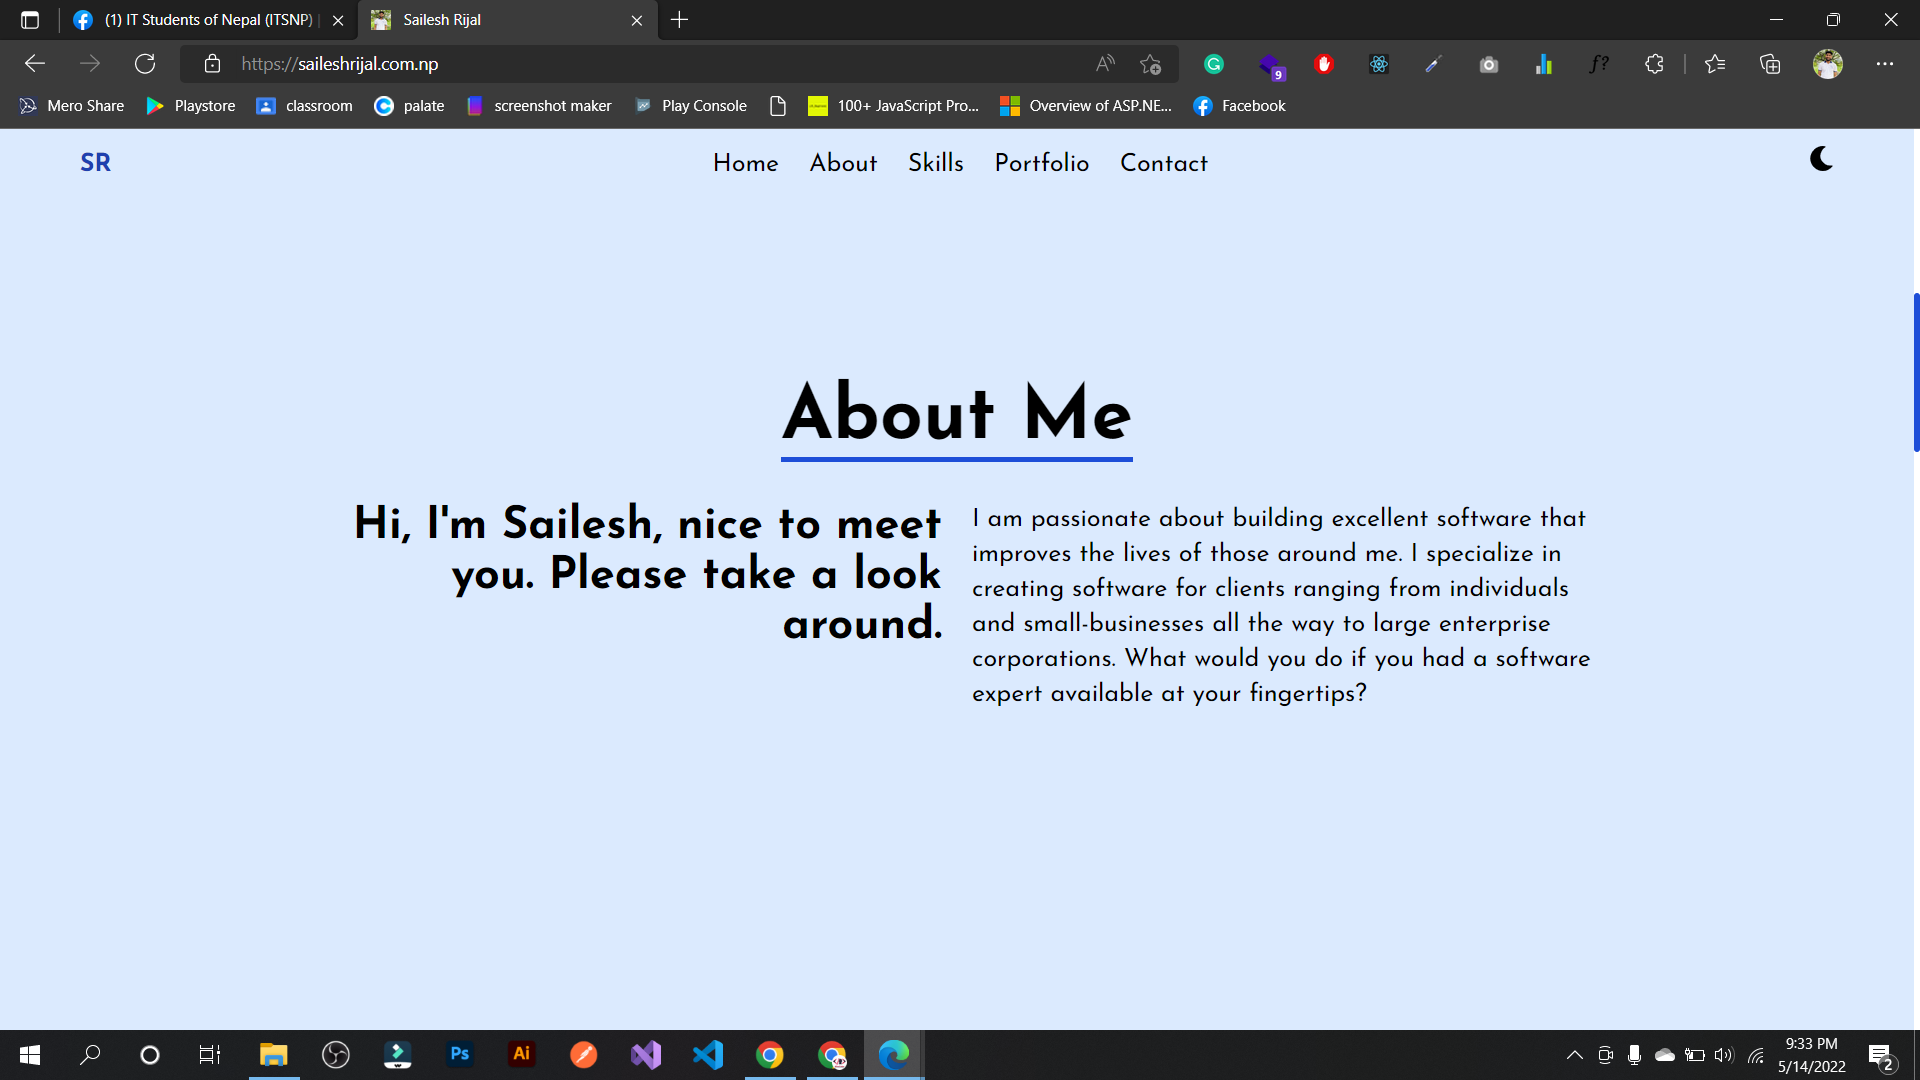 (1) IT Students of Nepal (ITSNP) |
Sailesh Rijal
https://saileshrijal.com.np
9
Mero Share
Playstore
classroom
palate
screenshot maker
Play Console
100+ JavaScript Pro...
Overview of ASP.NE...
Facebook
SR
Home
About
Skills
Portfolio
Contact
About Me
Hi, I'm Sailesh, nice to meet
you. Please take a look
around.
I am passionate about building excellent software that
improves the lives of those around me. I specialize in
creating software for clients ranging from individuals
and small-businesses all the way to large enterprise
corporations. What would you do if you had a software
expert available at your fingertips?
Ps
Ai
9:33 PM
5/14/2022
2